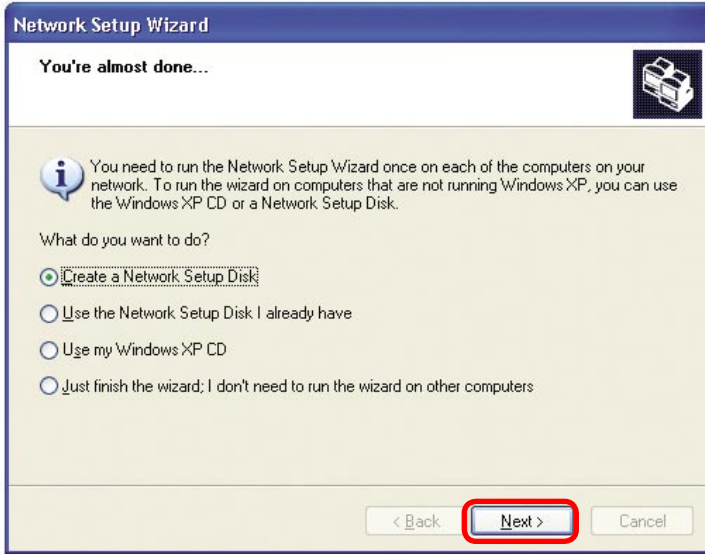 Network Setup Wizard
You're almost done...
You need to run the Network Setup Wizard once on each of the computers on your
network. To run the wizard on computers that are not running Windows XP, you can use
the Windows XP CD or a Network Setup Disk.
What do you want to do?
Create a Network Setup Disk
Use the Network Setup Disk I already have
Use my Windows XP CD
Just finish the wizard; I don't need to run the wizard on other computers
< Back
Next >
Cancel